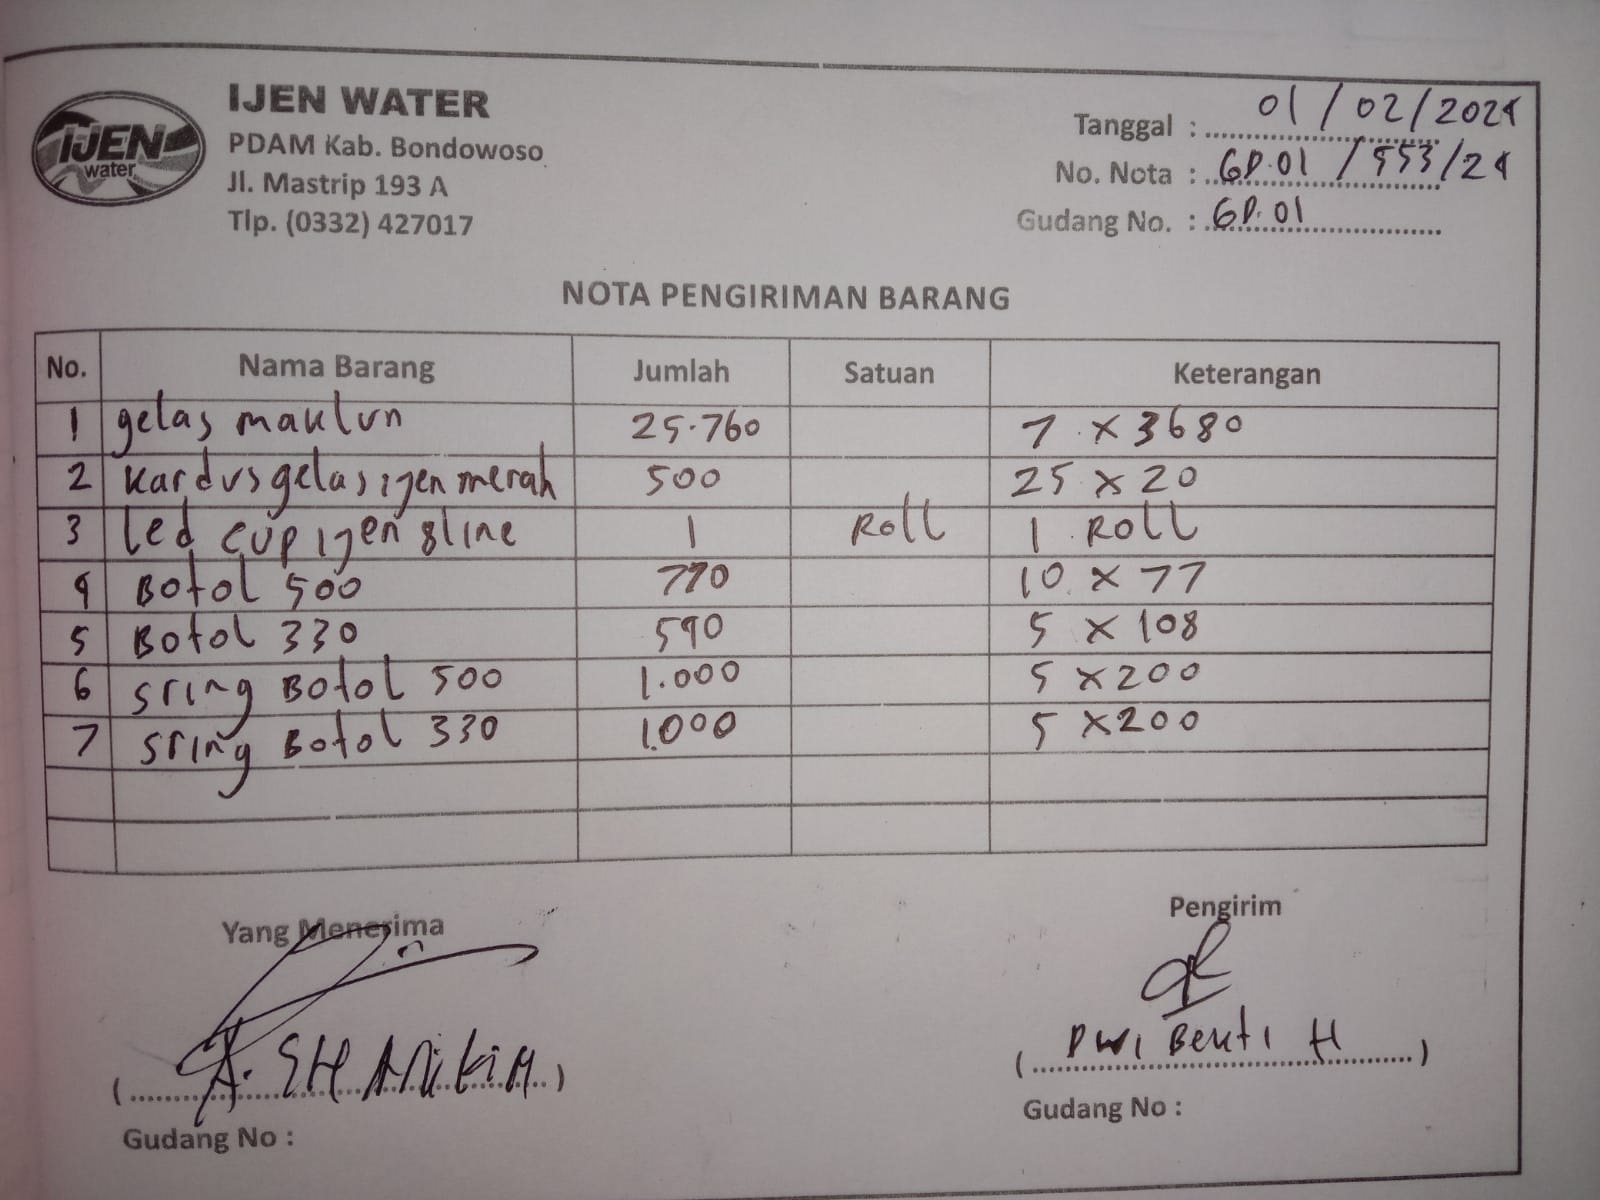 IJEN water
IJEN WATER
PDAM Kab. Bondowoso
Jl. Mastrip 193 A
Tlp. (0332) 427017
Tanggal : 01 / 02 / 2024
No. Nota : GD.01 / 553/24
Gudang No. : GD.01
NOTA PENGIRIMAN BARANG
No. Nama Barang Jumlah Satuan Keterangan
1 gelas maklun 25.760 7 x 3680
2 Kardus gelas ijen merah 500 25 x 20
3 Led cup ijen 8line 1 Roll 1 Roll
4 Botol 500 770 10 x 77
5 Botol 330 540 5 x 108
6 sring Botol 500 1.000 5 x 200
7 sring Botol 330 1.000 5 x 200
Yang Menerima Pengirim
Dwi Bekti H
Gudang No : Gudang No :